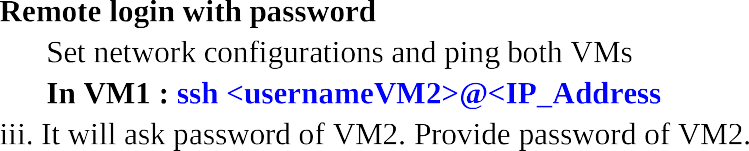 Remote login with password
Set network configurations and ping both VMs
In VM1 : ssh <usernameVM2>@<IP_Address
iii. It will ask password of VM2. Provide password of VM2.